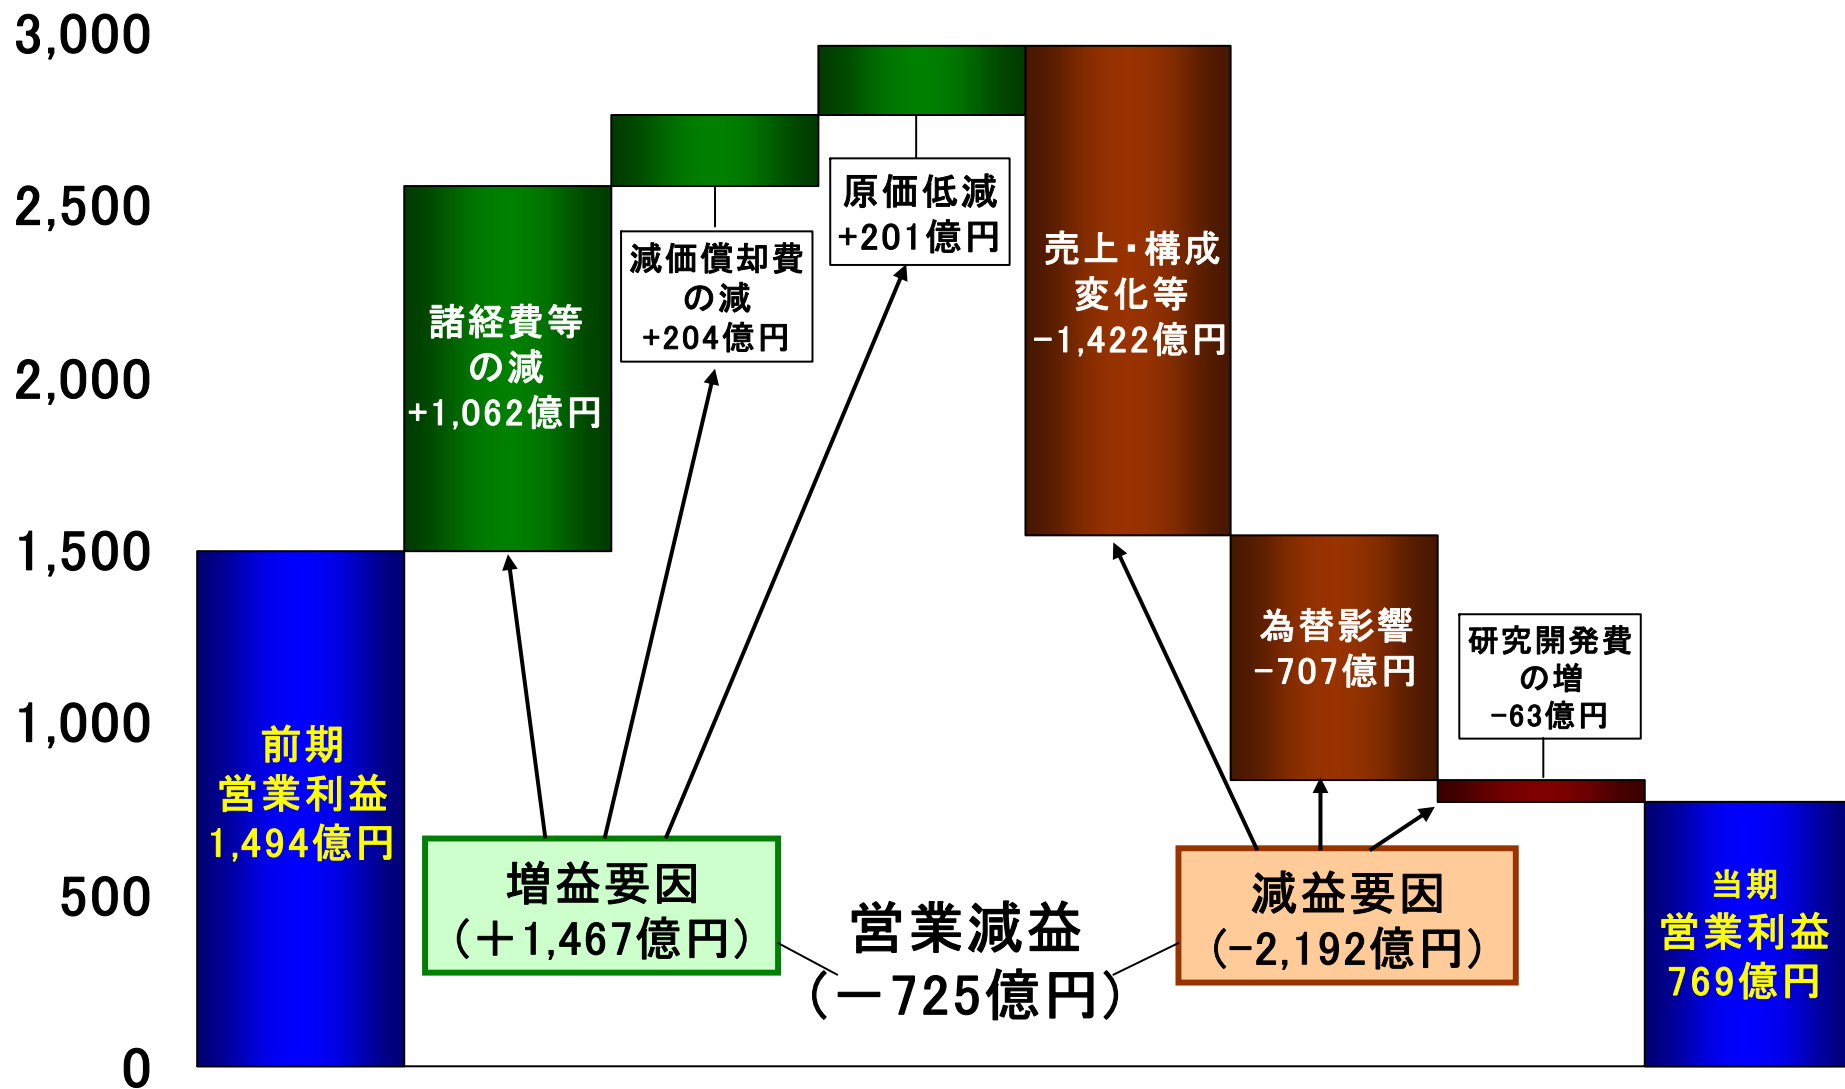 3,000
2,500
2,000
1,500
1,000
500
0
前期
営業利益
1,494億円
諸経費等
の減
+1,062億円
減価償却費
の減
+204億円
原価低減
+201億円
売上・構成
変化等
-1,422億円
為替影響
-707億円
研究開発費
の増
-63億円
当期
営業利益
769億円
増益要因
(+1,467億円)
営業減益
(-725億円)
減益要因
(-2,192億円)